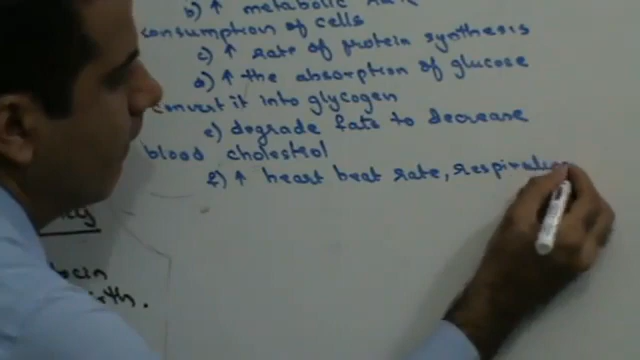 b) ↑ metabolic rate
consumption of cells
c) ↑ rate of protein synthesis
d) ↑ the absorption of glucose
convert it into glycogen
e) degrade fats to decrease
blood cholestrol
f) ↑ heart beat rate, respiration